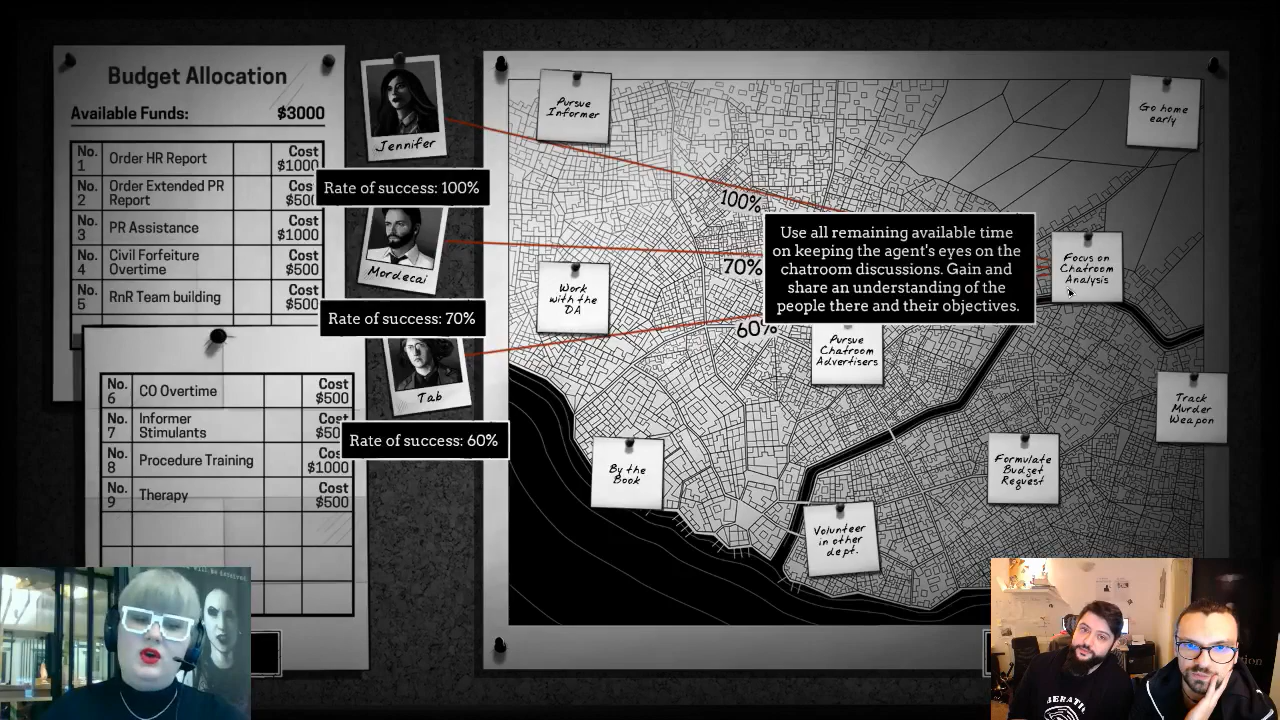 Budget Allocation
Available Funds: $3000
No. 1 Order HR Report Cost $1000
No. 2 Order Extended PR Report $500
No. 3 PR Assistance Cost $1000
No. 4 Civil Forfeiture Overtime Cost $500
No. 5 RnR Team building Cost $500
No. 6 CO Overtime Cost $500
No. 7 Informer Stimulants
No. 8 Procedure Training Cost $1000
No. 9 Therapy Cost $500
Jennifer
Rate of success: 100%
Mordecai
Rate of success: 70%
Tab
Rate of success: 60%
Pursue
Informer
Go home
early
100%
70%
60%
Use all remaining available time
on keeping the agent's eyes on the
chatroom discussions. Gain and
share an understanding of the
people there and their objectives.
Focus on
Chatroom
Analysis
Work
with the
DA
Pursue
Chatroom
Advertisers
Track
Murder
Weapon
By the
Book
Formulate
Budget
Request
Volunteer
in other
dept.